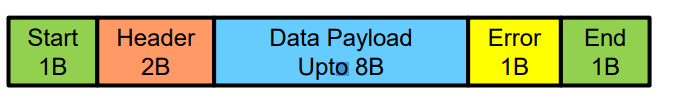 Start Header Data Payload Error End
1B 2B Upto 8B 1B 1B